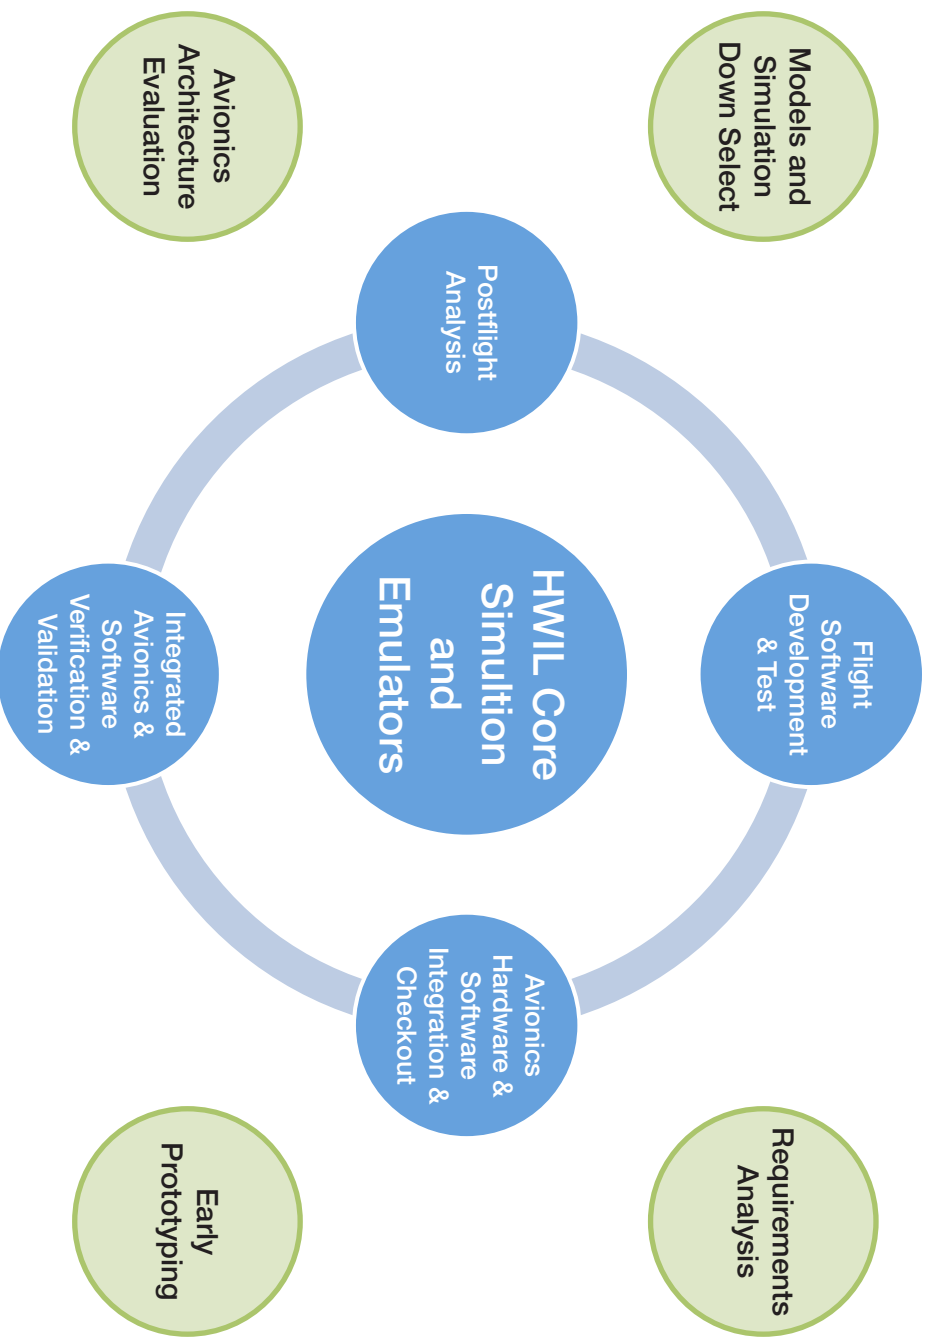 Models and
Simulation
Down Select
Flight
Software
Development
& Test
Requirements
Analysis
Postflight
Analysis
HWIL Core
Simultion
and
Emulators
Avionics
Hardware &
Software
Integration &
Checkout
Avionics
Architecture
Evaluation
Integrated
Avionics &
Software
Verification &
Validation
Early
Prototyping